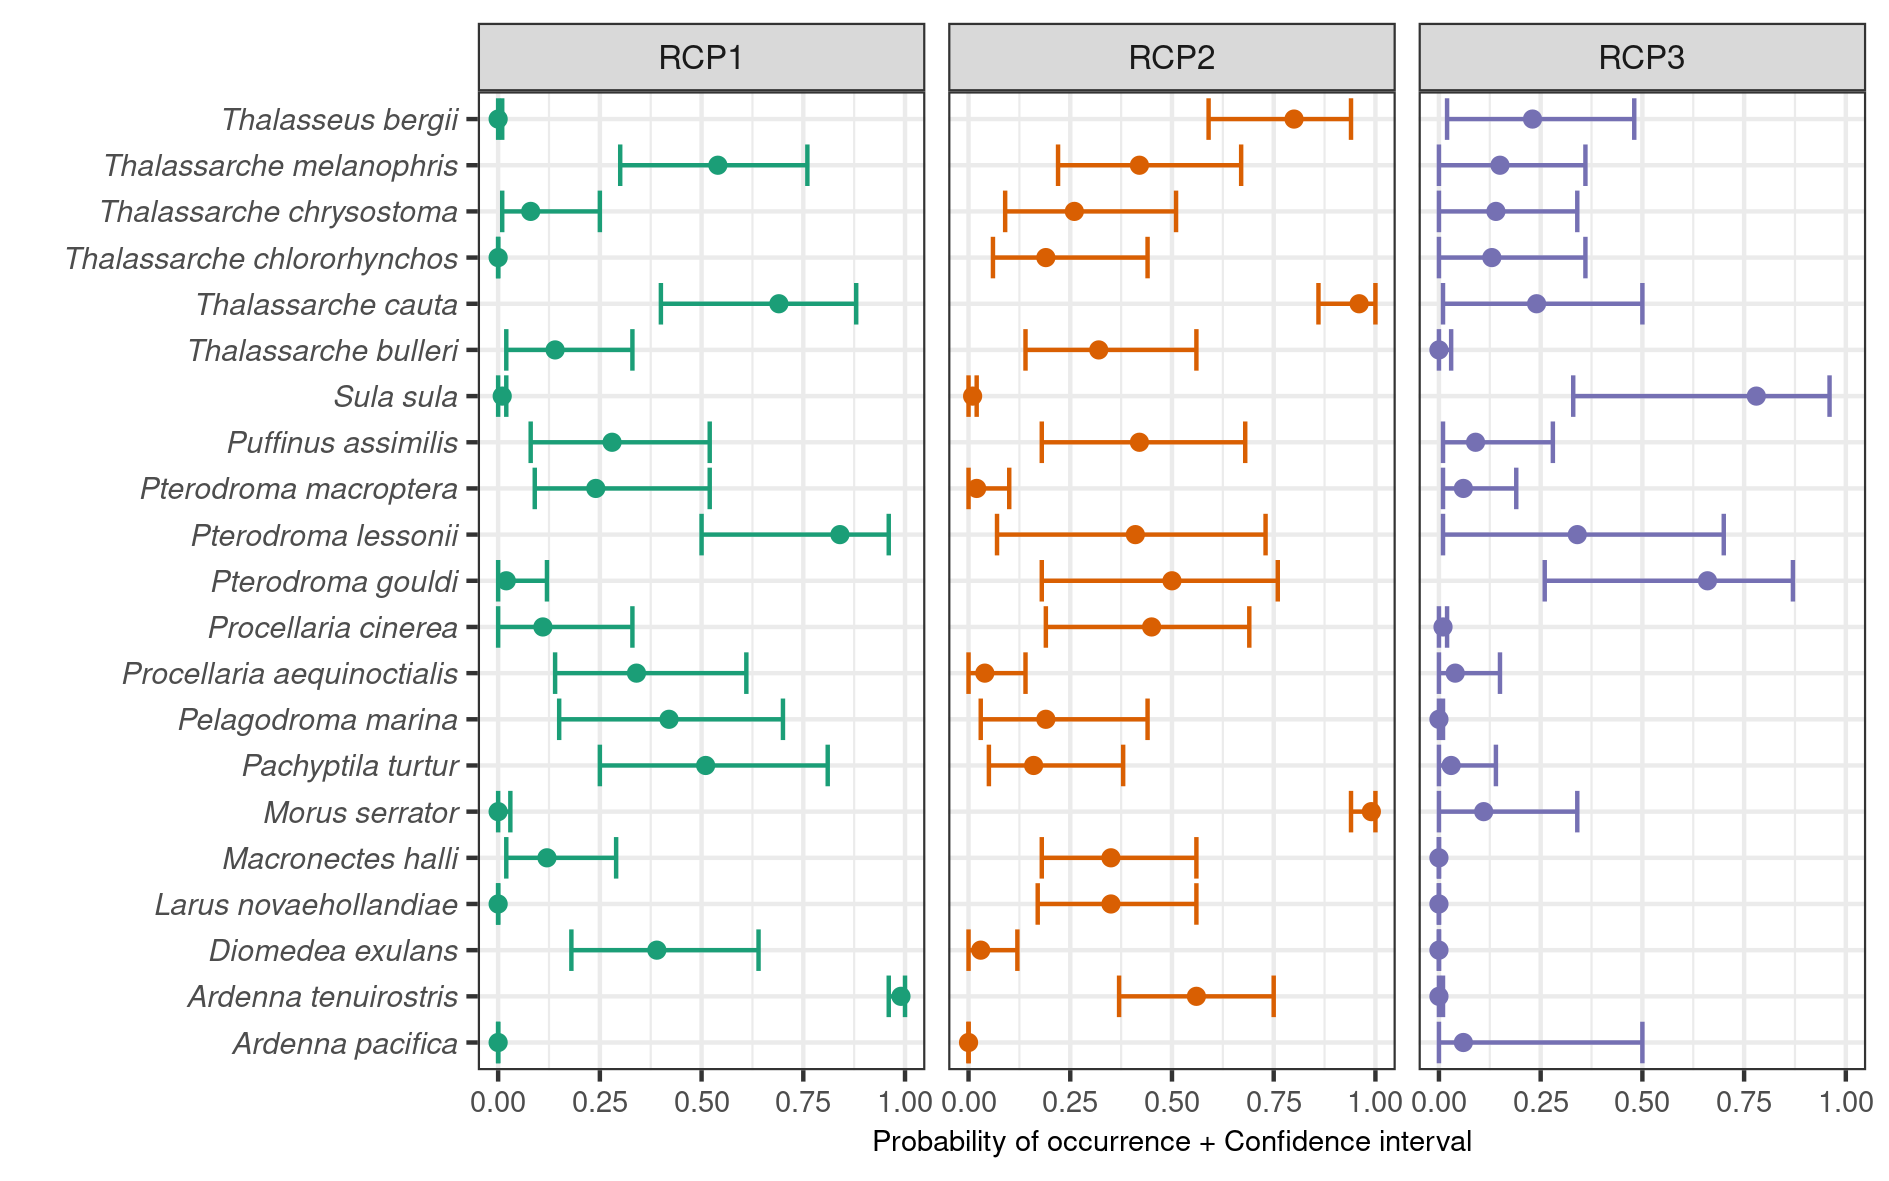 RCP1 RCP2 RCP3
Thalasseus bergii
Thalassarche melanophris
Thalassarche chrysostoma
Thalassarche chlororhynchos
Thalassarche cauta
Thalassarche bulleri
Sula sula
Puffinus assimilis
Pterodroma macroptera
Pterodroma lessonii
Pterodroma gouldi
Procellaria cinerea
Procellaria aequinoctialis
Pelagodroma marina
Pachyptila turtur
Morus serrator
Macronectes halli
Larus novaehollandiae
Diomedea exulans
Ardenna tenuirostris
Ardenna pacifica
0.00 0.25 0.50 0.75 1.00 0.00 0.25 0.50 0.75 1.00 0.00 0.25 0.50 0.75 1.00
Probability of occurrence + Confidence interval